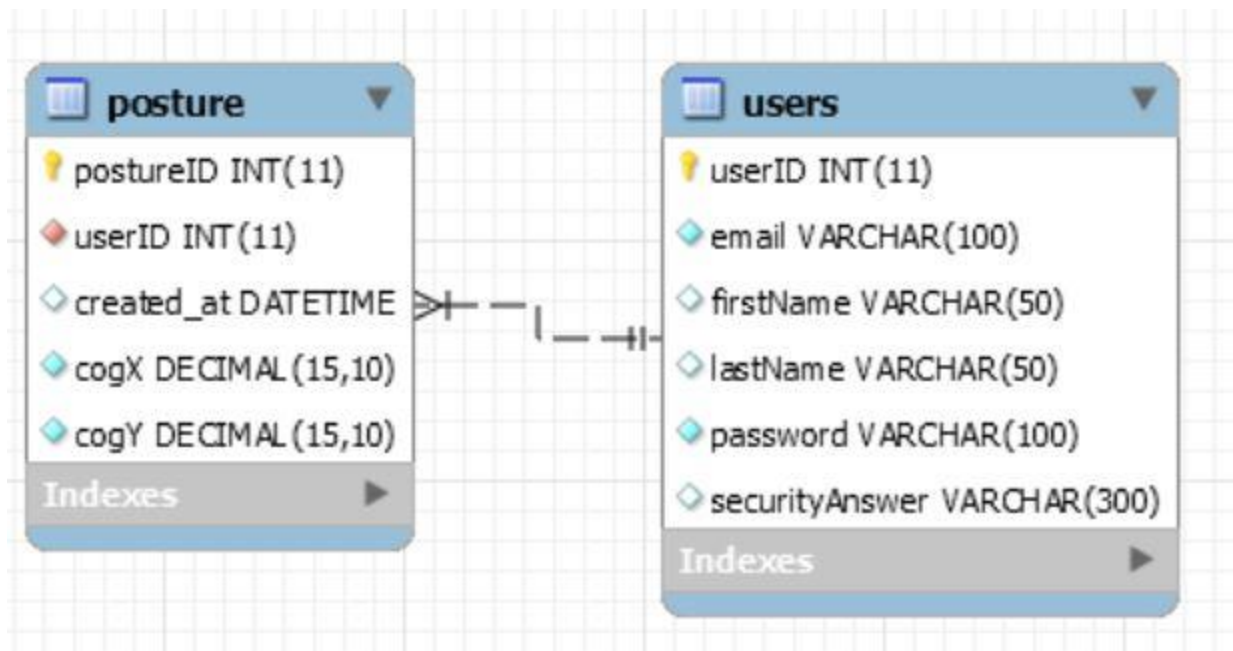 posture
postureID INT(11)
userID INT(11)
created_at DATETIME
cogX DECIMAL(15,10)
cogY DECIMAL(15,10)
Indexes
users
userID INT(11)
email VARCHAR(100)
firstName VARCHAR(50)
lastName VARCHAR(50)
password VARCHAR(100)
securityAnswer VARCHAR(300)
Indexes